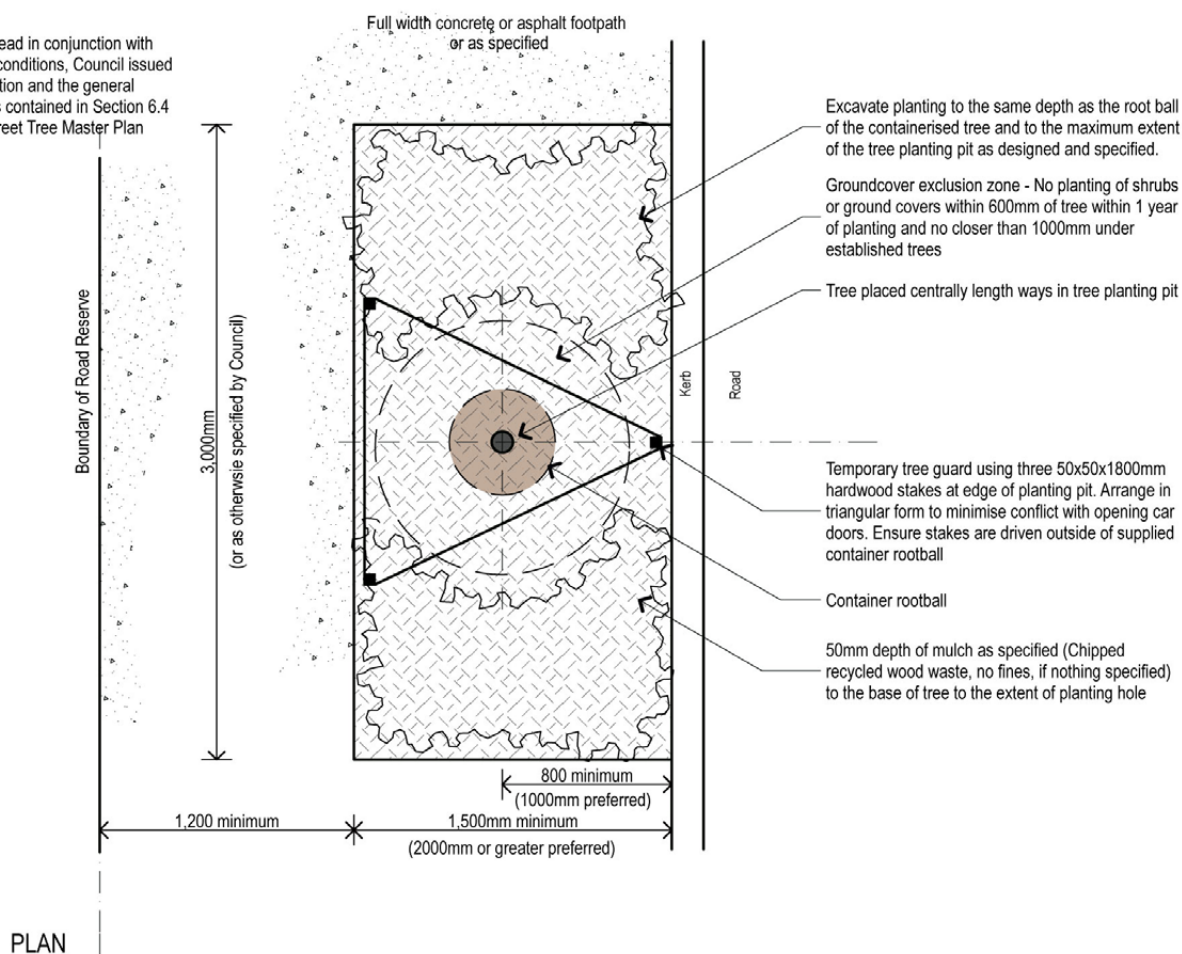 ead in conjunction with
conditions, Council issued
tion and the general
s contained in Section 6.4
reet Tree Master Plan
Full width concrete or asphalt footpath
or as specified
Excavate planting to the same depth as the root ball
of the containerised tree and to the maximum extent
of the tree planting pit as designed and specified.
Groundcover exclusion zone - No planting of shrubs
or ground covers within 600mm of tree within 1 year
of planting and no closer than 1000mm under
established trees
Tree placed centrally length ways in tree planting pit
Boundary of Road Reserve
3,000mm
(or as otherwsie specified by Council)
Kerb
Road
Temporary tree guard using three 50x50x1800mm
hardwood stakes at edge of planting pit. Arrange in
triangular form to minimise conflict with opening car
doors. Ensure stakes are driven outside of supplied
container rootball
Container rootball
50mm depth of mulch as specified (Chipped
recycled wood waste, no fines, if nothing specified)
to the base of tree to the extent of planting hole
800 minimum
(1000mm preferred)
1,200 minimum
1,500mm minimum
(2000mm or greater preferred)
PLAN